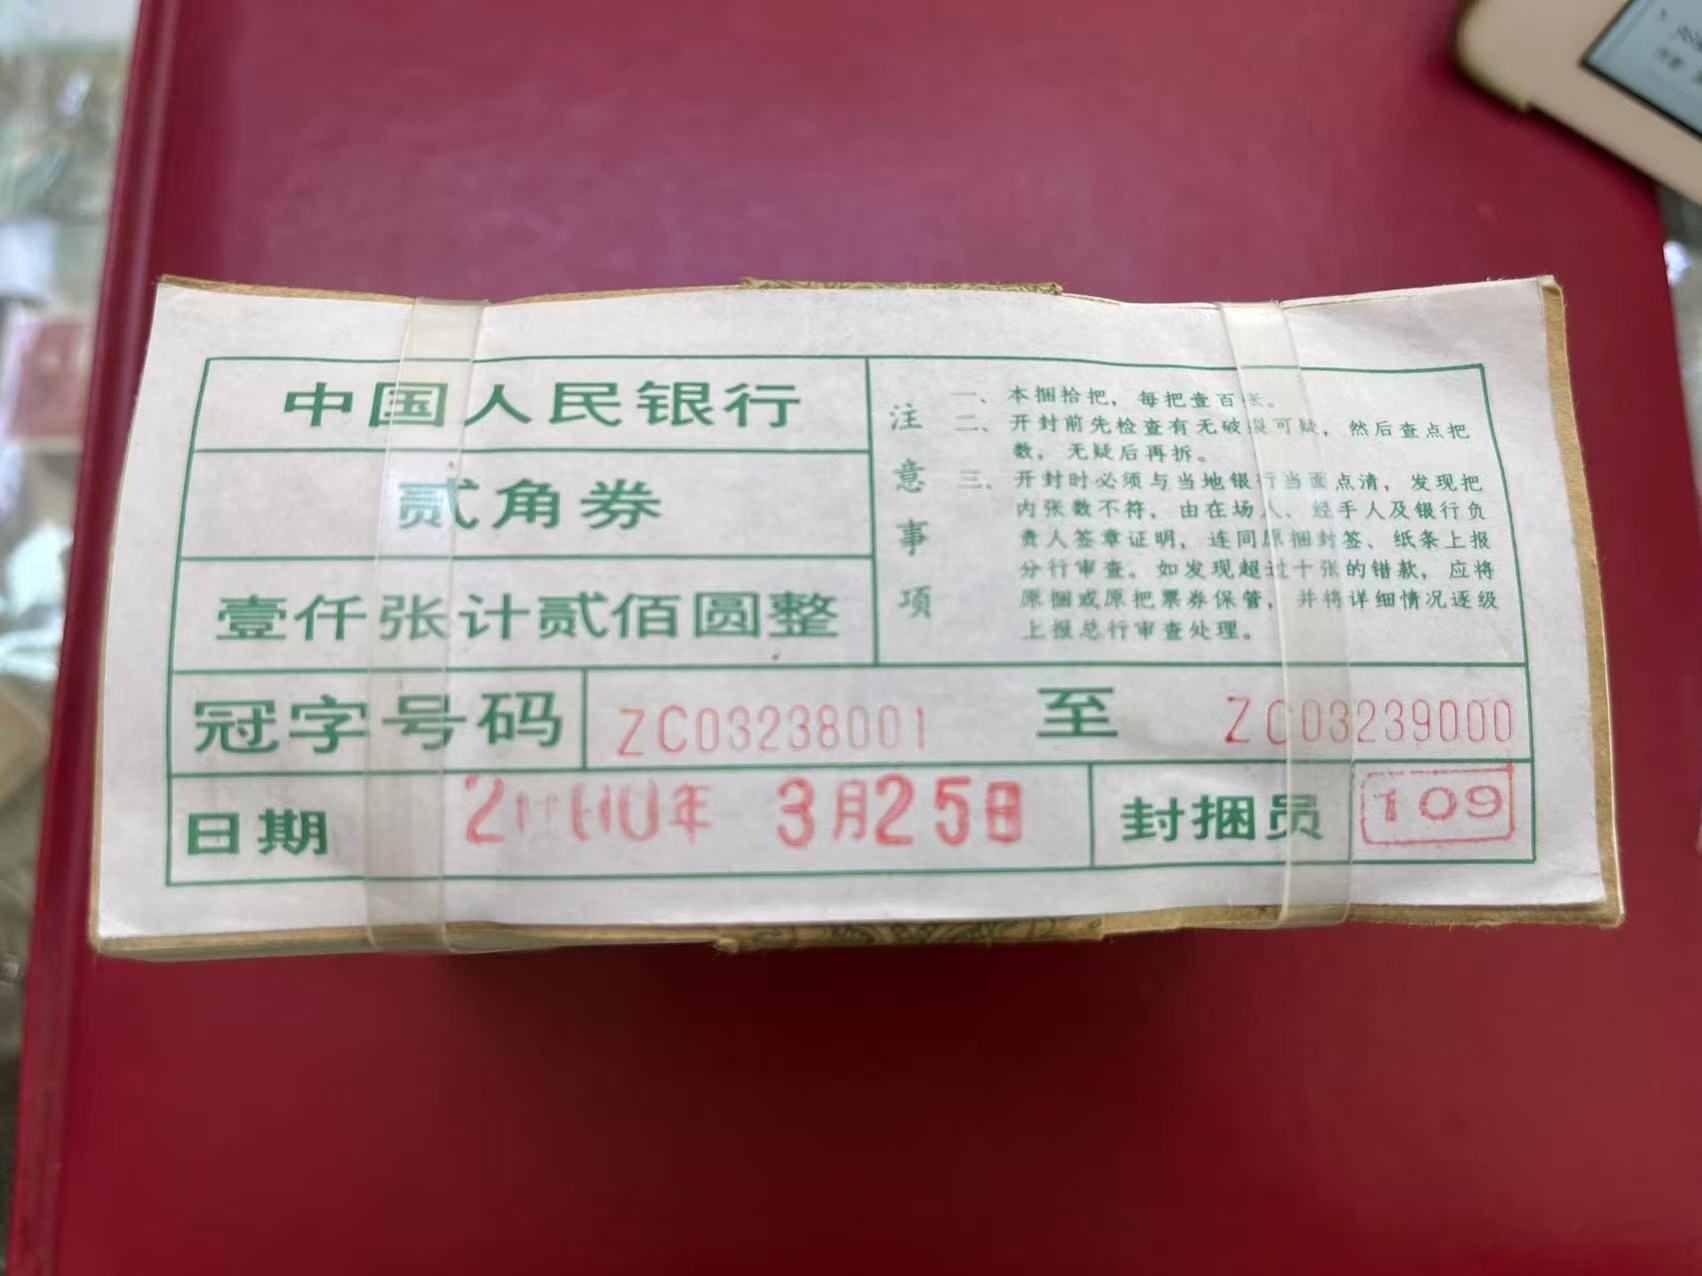 中国人民银行
贰角券
壹仟张计贰佰圆整
注意事项
一、本捆拾把，每把壹百张。
二、开封前先检查有无破裂可疑，然后查点把
数，无疑后再拆。
三、开封时必须与当地银行当面点清，发现把
内张数不符，由在场人、经手人及银行负
责人签章证明，连同原捆封签、纸条上报
分行审查。如发现超过十张的错款，应将
原捆或原把票券保管，并将详细情况逐级
上报总行审查处理。
冠字号码 ZC03238001 至 ZC03239000
日期 年 3月25日 封捆员 109